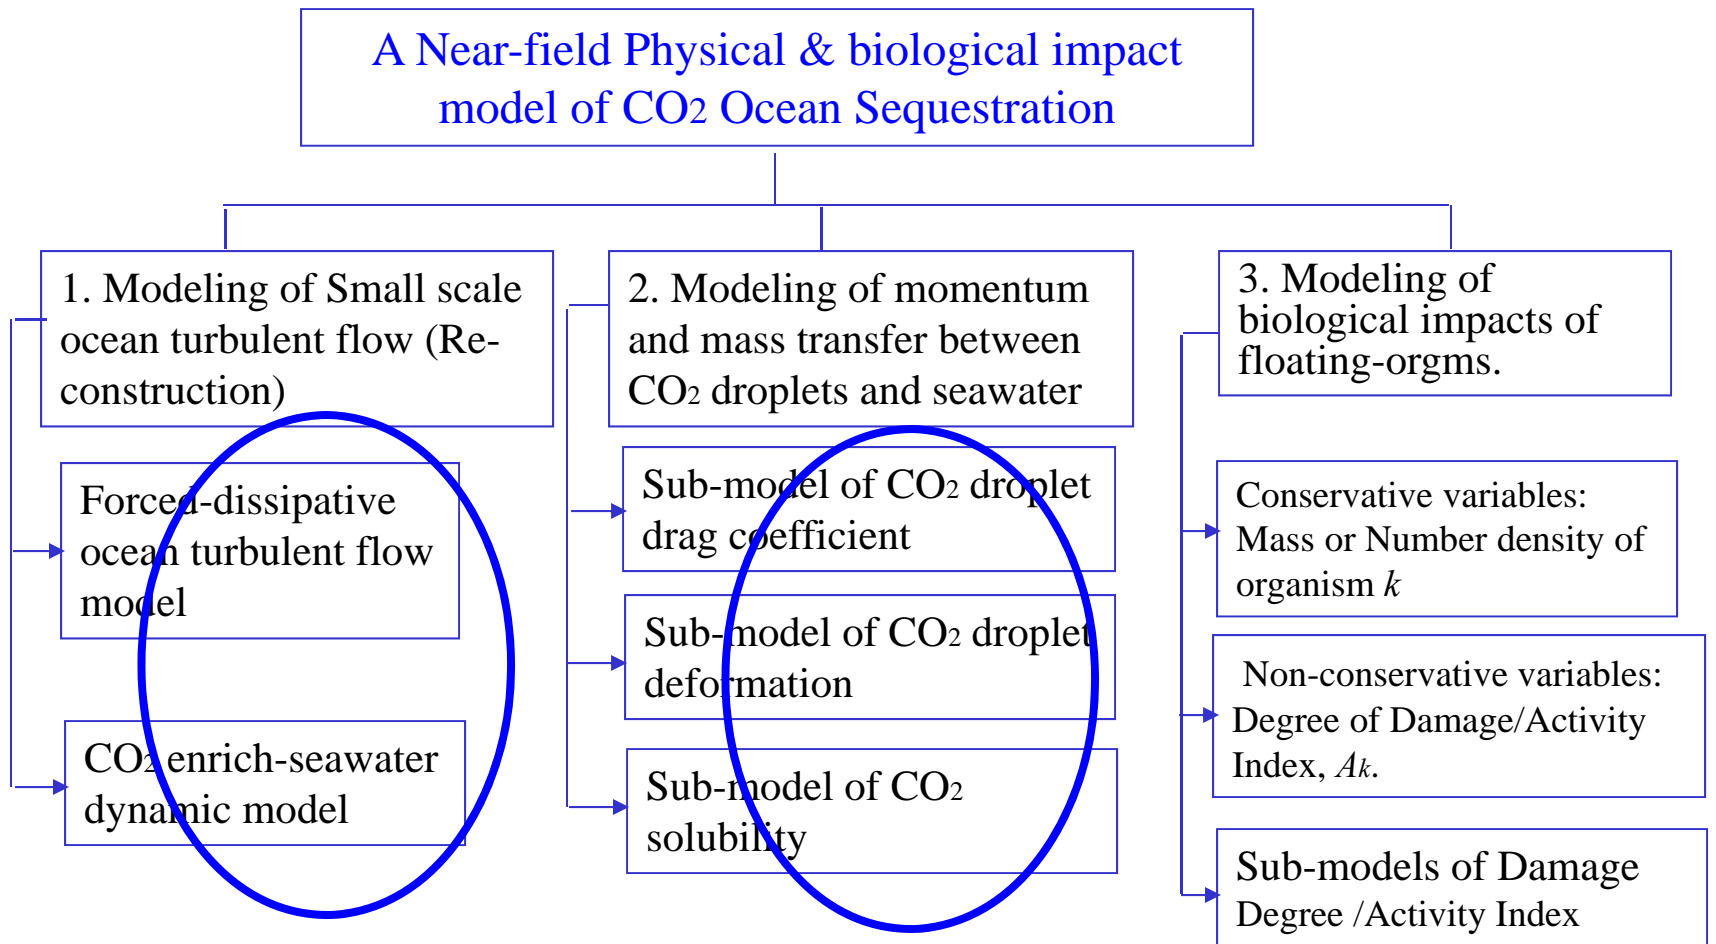 A Near-field Physical & biological impact
model of CO2 Ocean Sequestration
1. Modeling of Small scale
ocean turbulent flow (Re-
construction)
Forced-dissipative
ocean turbulent flow
model
CO2 enrich-seawater
dynamic model
2. Modeling of momentum
and mass transfer between
CO2 droplets and seawater
Sub-model of CO2 droplet
drag coefficient
Sub-model of CO2 droplet
deformation
Sub-model of CO2
solubility
3. Modeling of
biological impacts of
floating-orgms.
Conservative variables:
Mass or Number density of
organism k
Non-conservative variables:
Degree of Damage/Activity
Index, Ak.
Sub-models of Damage
Degree /Activity Index